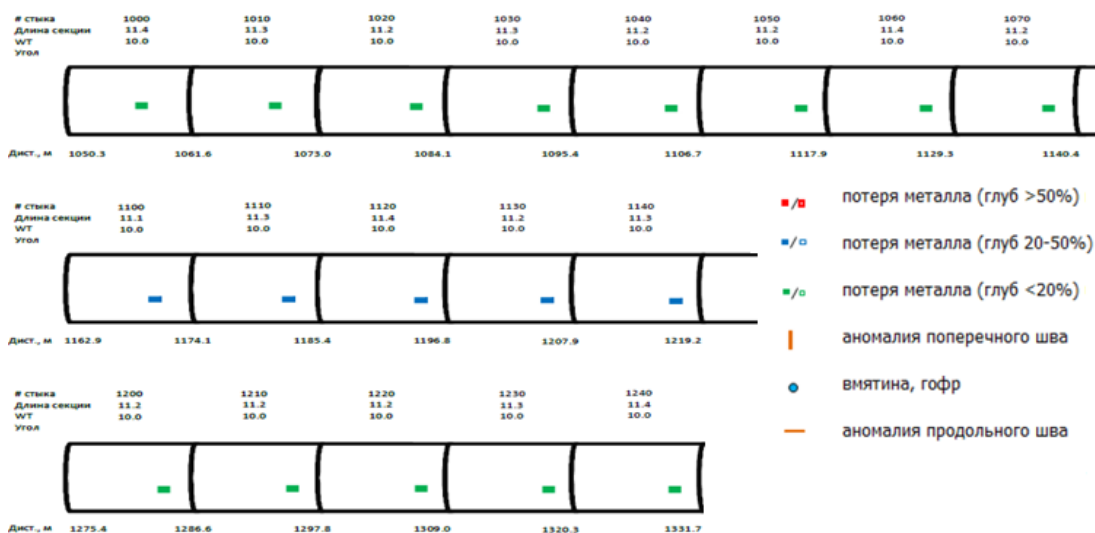 # стыка 1000 1010 1020 1030 1040 1050 1060 1070
Длина секции 11.4 11.3 11.2 11.3 11.2 11.2 11.4 11.2
WT 10.0 10.0 10.0 10.0 10.0 10.0 10.0 10.0
Угол
Дист., м 1050.3 1061.6 1073.0 1084.1 1095.4 1106.7 1117.9 1129.3 1140.4
# стыка 1100 1110 1120 1130 1140
Длина секции 11.1 11.3 11.4 11.2 11.3
WT 10.0 10.0 10.0 10.0 10.0
Угол
Дист., м 1162.9 1174.1 1185.4 1196.8 1207.9 1219.2
# стыка 1200 1210 1220 1230 1240
Длина секции 11.2 11.2 11.2 11.3 11.4
WT 10.0 10.0 10.0 10.0 10.0
Угол
Дист., м 1275.4 1286.6 1297.8 1309.0 1320.3 1331.7
потеря металла (глуб >50%)
потеря металла (глуб 20-50%)
потеря металла (глуб <20%)
аномалия поперечного шва
вмятина, гофр
аномалия продольного шва